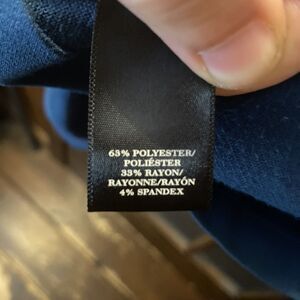 63% POLYESTER/
POLIÉSTER
33% RAYON/
RAYONNE/RAYÓN
4% SPANDEX